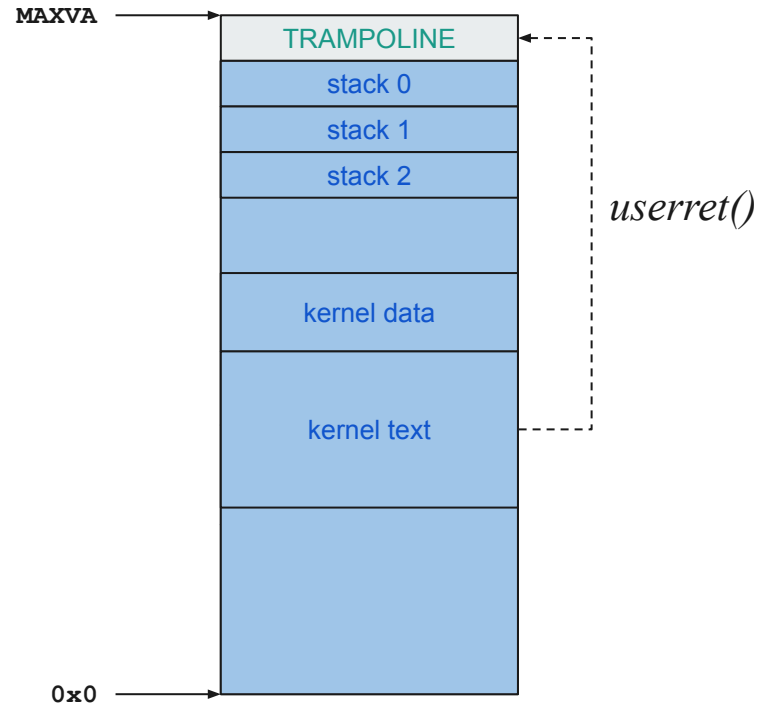 MAXVA
TRAMPOLINE
stack 0
stack 1
stack 2
userret()
kernel data
kernel text
0x0